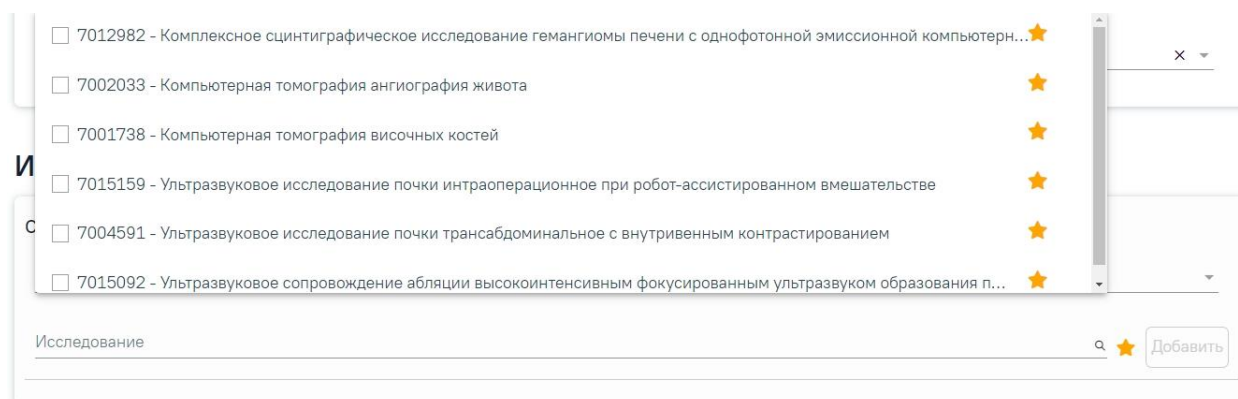 7012982 - Комплексное сцинтиграфическое исследование гемангиомы печени с однофотонной эмиссионной компьютерн...
7002033 - Компьютерная томография ангиография живота
7001738 - Компьютерная томография височных костей
И
7015159 - Ультразвуковое исследование почки интраоперационное при робот-ассистированном вмешательстве
7004591 - Ультразвуковое исследование почки трансабдоминальное с внутривенным контрастированием
7015092 - Ультразвуковое сопровождение абляции высокоинтенсивным фокусированным ультразвуком образования п...
Исследование
Добавить